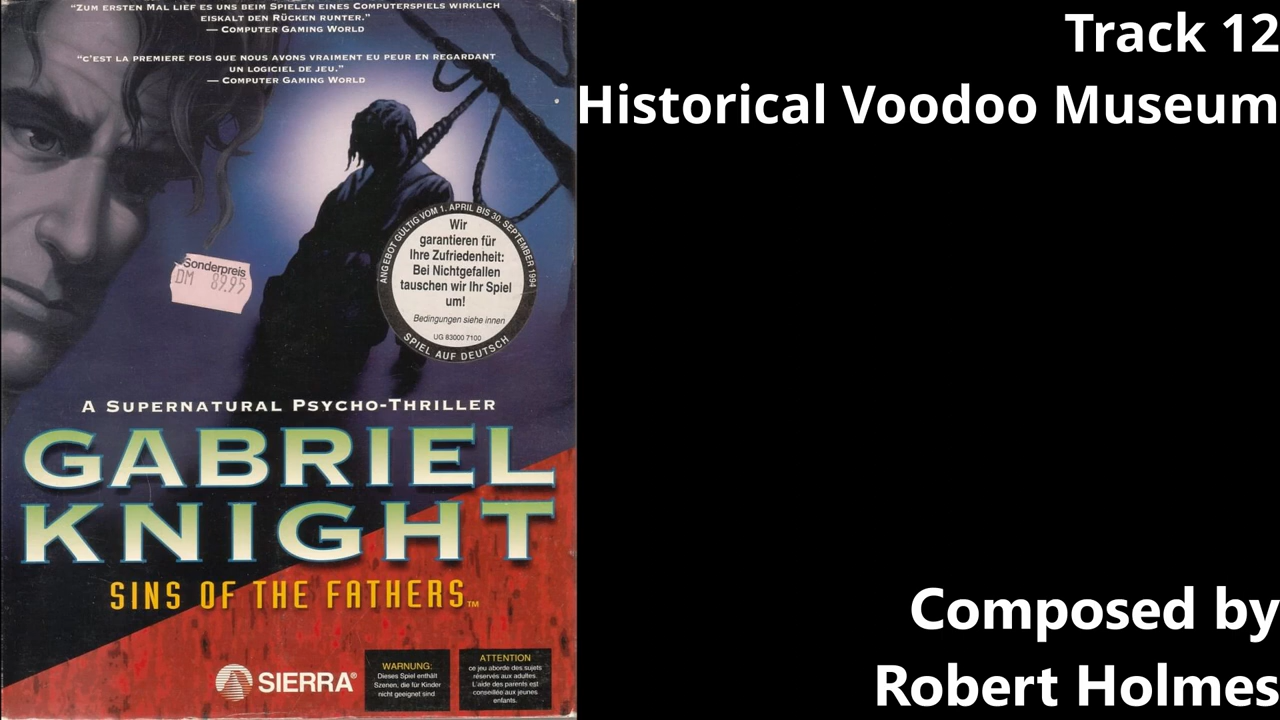 “Zum ersten Mal lief es uns beim Spielen eines Computerspiels wirklich
eiskalt den Rücken runter.”
— Computer Gaming World
“c'est la premiere fois que nous avons vraiment eu peur en regardant
un logiciel de jeu.”
— Computer Gaming World
ANGEBOT GÜLTIG VOM 1. APRIL BIS 30. SEPTEMBER 1994
Wir
garantieren für
Ihre Zufriedenheit:
Bei Nichtgefallen
tauschen wir Ihr Spiel
um!
Bedingungen siehe innen
UG 83000 7100
SPIEL AUF DEUTSCH
Sonderpreis
DM 89.95
A Supernatural Psycho-Thriller
GABRIEL
KNIGHT
SINS OF THE FATHERS™
SIERRA®
WARNUNG:
Dieses Spiel enthält
Szenen, die für Kinder
nicht geeignet sind
ATTENTION
ce jeu aborde des sujets
réservés aux adultes.
L'aide des parents est
conseillée aux jeunes
enfants.
Track 12
Historical Voodoo Museum
Composed by
Robert Holmes